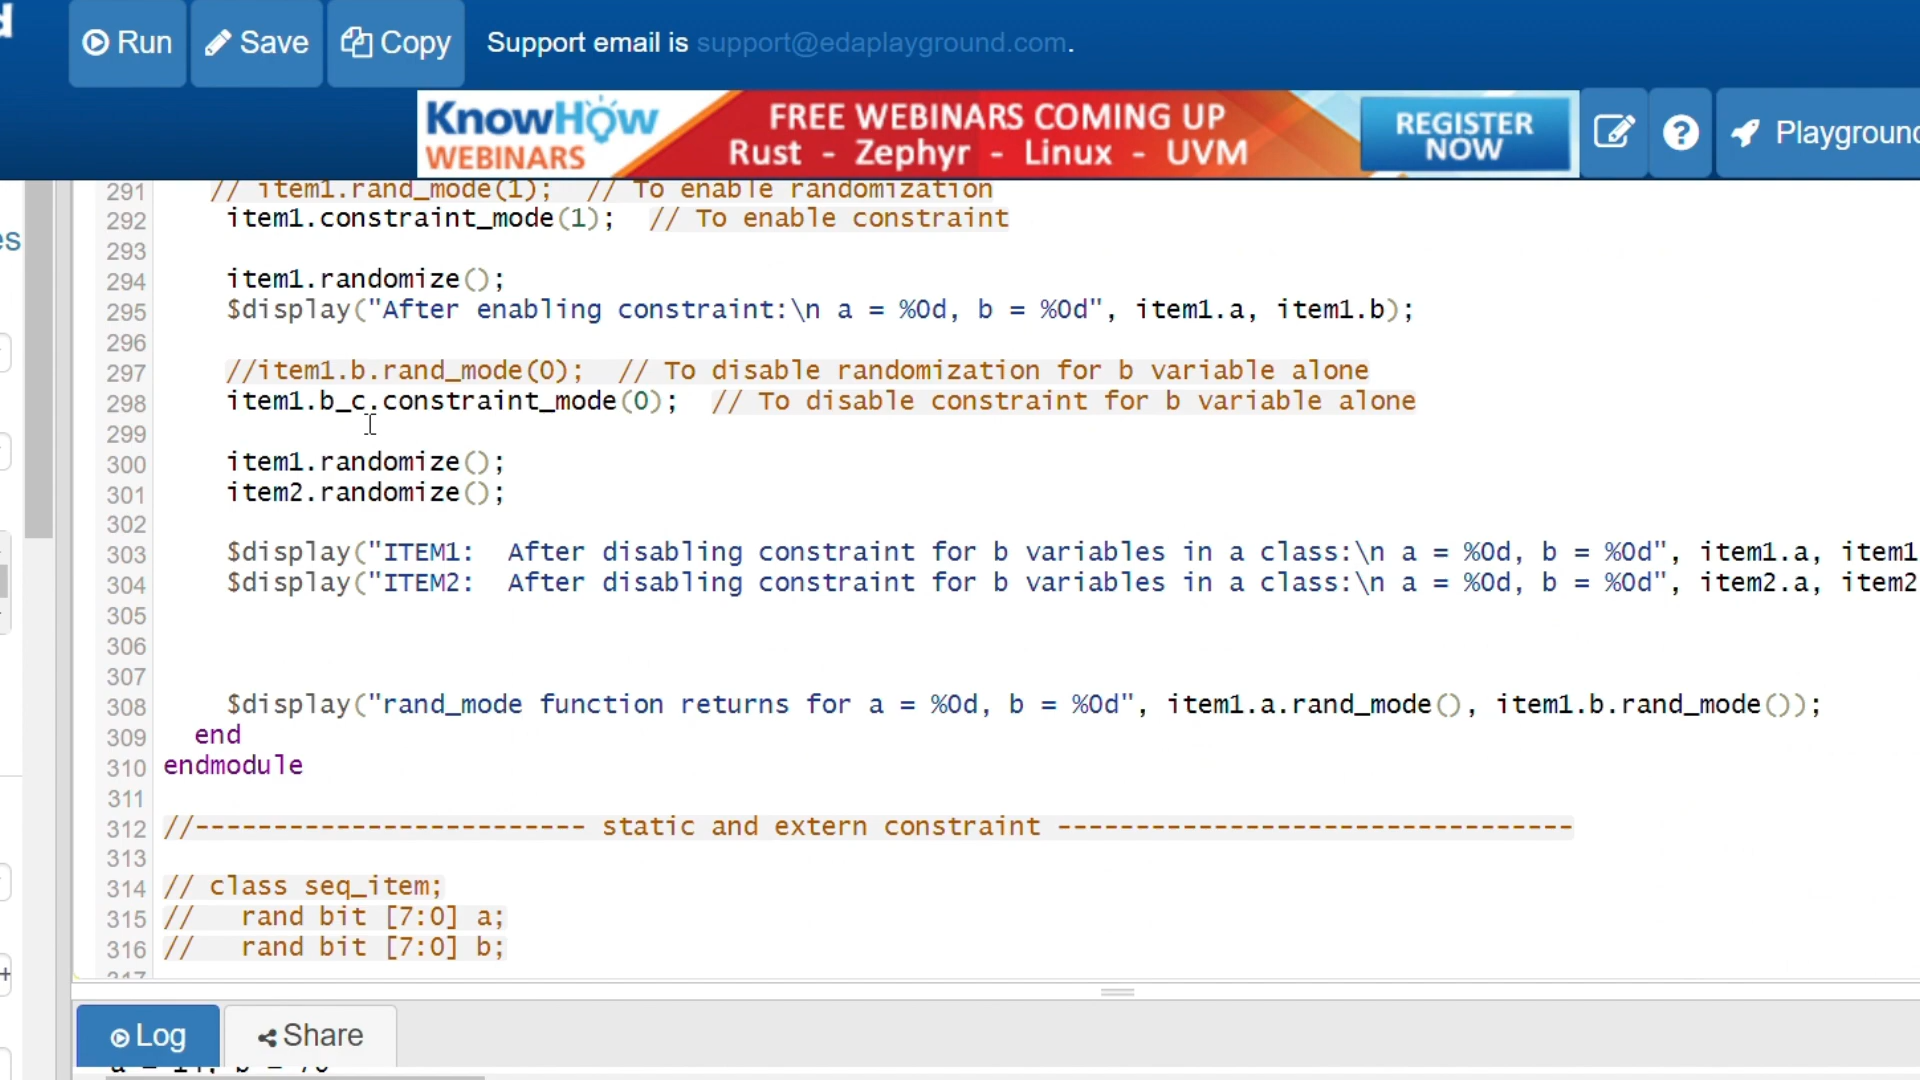 Run
Save
Copy
Support email is support@edaplayground.com.
KnowHow
WEBINARS
FREE WEBINARS COMING UP
Rust - Zephyr - Linux - UVM
REGISTER
NOW
Playground
291 // item1.rand_mode(1);  // To enable randomization
292 item1.constraint_mode(1);  // To enable constraint
293
294 item1.randomize();
295 $display("After enabling constraint:\n a = %0d, b = %0d", item1.a, item1.b);
296
297 //item1.b.rand_mode(0);  // To disable randomization for b variable alone
298 item1.b_c.constraint_mode(0);  // To disable constraint for b variable alone
299
300 item1.randomize();
301 item2.randomize();
302
303 $display("ITEM1:  After disabling constraint for b variables in a class:\n a = %0d, b = %0d", item1.a, item1
304 $display("ITEM2:  After disabling constraint for b variables in a class:\n a = %0d, b = %0d", item2.a, item2
305
306
307
308 $display("rand_mode function returns for a = %0d, b = %0d", item1.a.rand_mode(), item1.b.rand_mode());
309 end
310 endmodule
311
312 //------------------------- static and extern constraint ---------------------------------
313
314 // class seq_item;
315 //   rand bit [7:0] a;
316 //   rand bit [7:0] b;
317
Log
Share